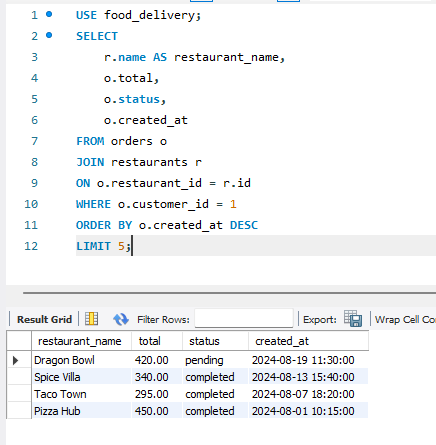 1 USE food_delivery;
2 SELECT
3 r.name AS restaurant_name,
4 o.total,
5 o.status,
6 o.created_at
7 FROM orders o
8 JOIN restaurants r
9 ON o.restaurant_id = r.id
10 WHERE o.customer_id = 1
11 ORDER BY o.created_at DESC
12 LIMIT 5;
Result Grid Filter Rows: Export: Wrap Cell Co
restaurant_name total status created_at
Dragon Bowl 420.00 pending 2024-08-19 11:30:00
Spice Villa 340.00 completed 2024-08-13 15:40:00
Taco Town 295.00 completed 2024-08-07 18:20:00
Pizza Hub 450.00 completed 2024-08-01 10:15:00